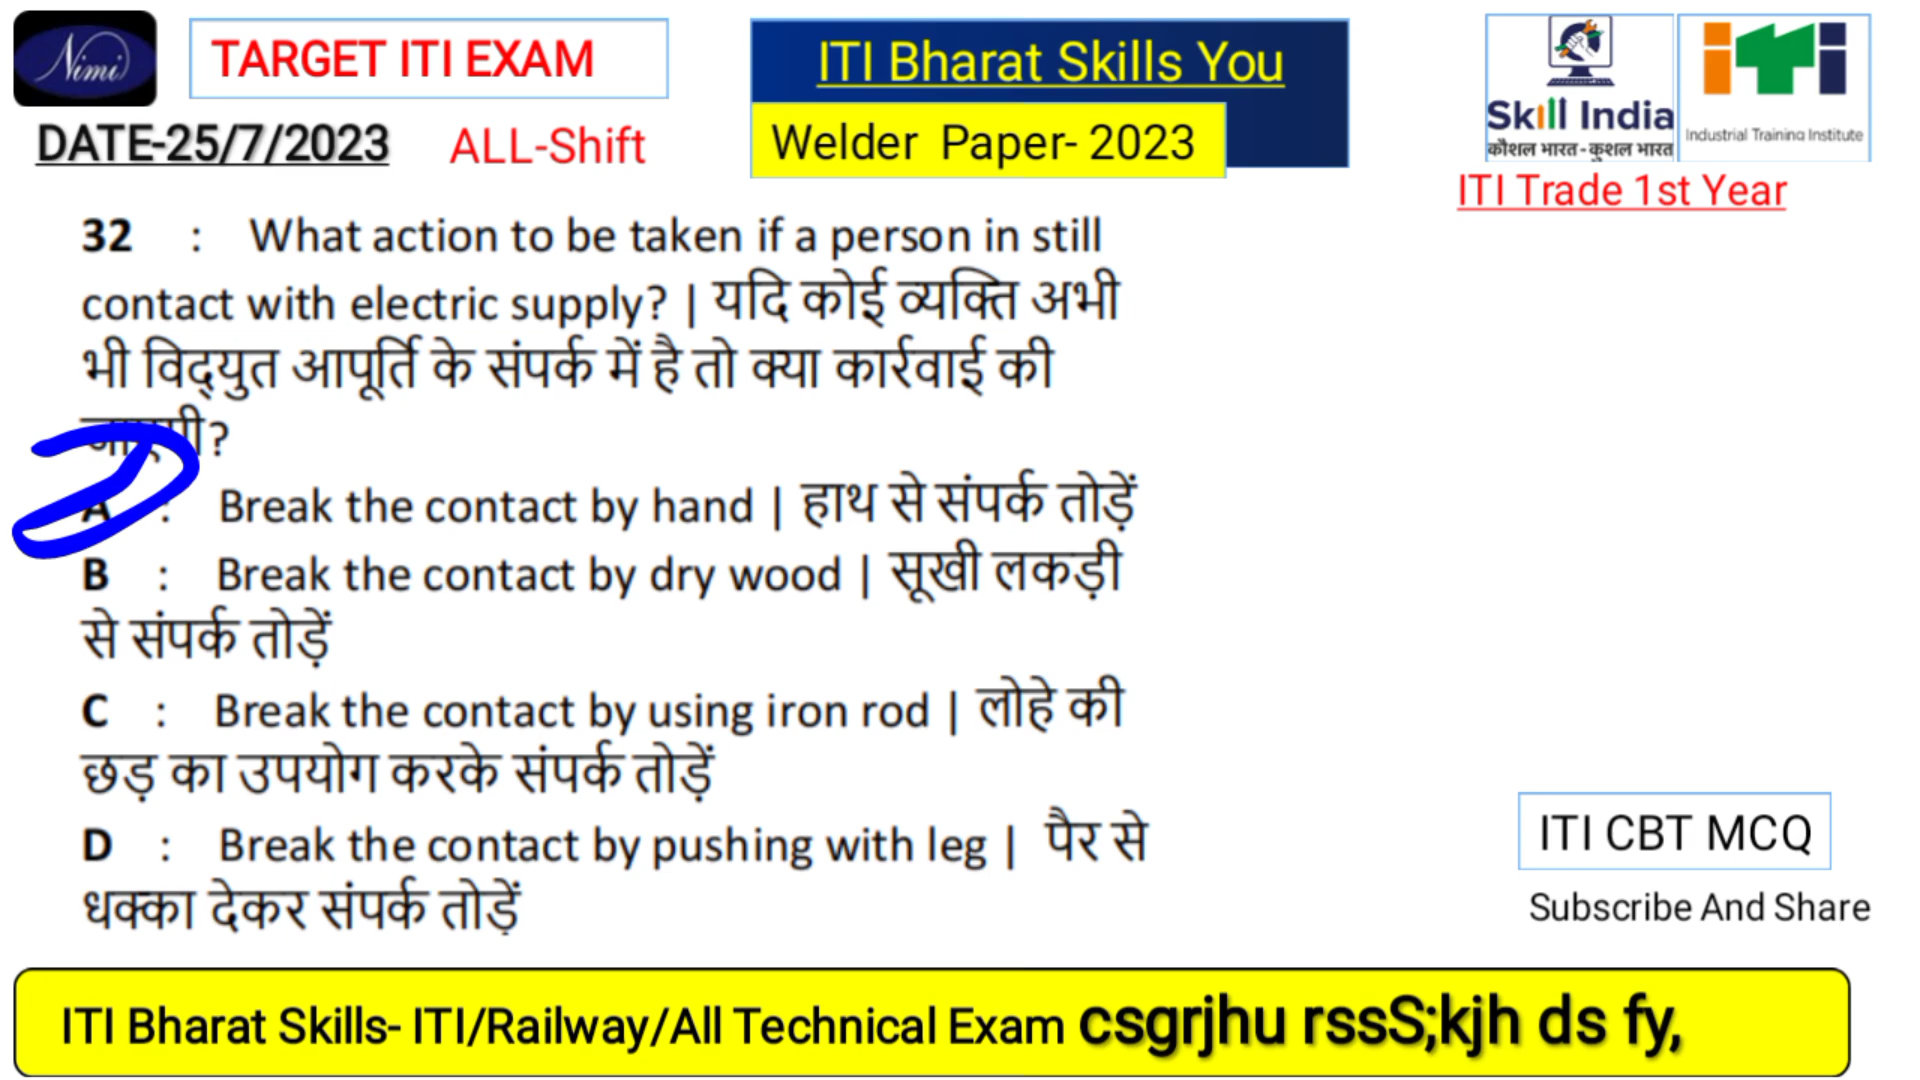 Nimi
TARGET ITI EXAM
ITI Bharat Skills You
DATE-25/7/2023 ALL-Shift
Welder Paper- 2023
Skill India
कौशल भारत-कुशल भारत
iTi
Industrial Training Institute
ITI Trade 1st Year
32 : What action to be taken if a person in still
contact with electric supply? | यदि कोई व्यक्ति अभी
भी विद्युत आपूर्ति के संपर्क में है तो क्या कार्रवाई की
जाएगी?
A : Break the contact by hand | हाथ से संपर्क तोड़ें
B : Break the contact by dry wood | सूखी लकड़ी
से संपर्क तोड़ें
C : Break the contact by using iron rod | लोहे की
छड़ का उपयोग करके संपर्क तोड़ें
D : Break the contact by pushing with leg | पैर से
धक्का देकर संपर्क तोड़ें
ITI CBT MCQ
Subscribe And Share
ITI Bharat Skills- ITI/Railway/All Technical Exam csgrjhu rssS;kjh ds fy,